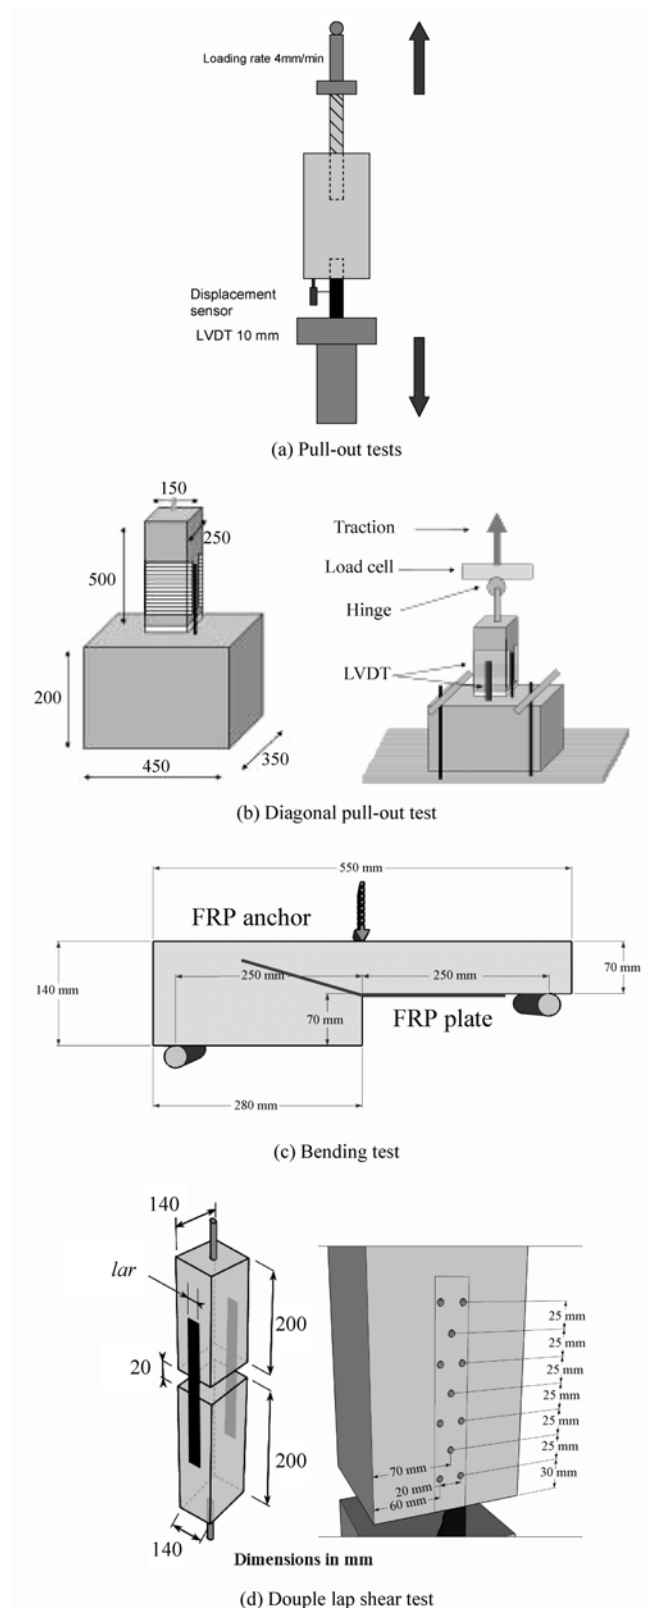 Loading rate 4mm/min
Displacement
sensor
LVDT 10 mm
(a) Pull-out tests
150
250
500
200
350
450
Traction
Load cell
Hinge
LVDT
(b) Diagonal pull-out test
550 mm
FRP anchor
250 mm
250 mm
70 mm
140 mm
70 mm
FRP plate
280 mm
(c) Bending test
140
lar
200
20
200
140
25 mm
25 mm
25 mm
25 mm
25 mm
25 mm
30 mm
70 mm
20 mm
60 mm
Dimensions in mm
(d) Douple lap shear test